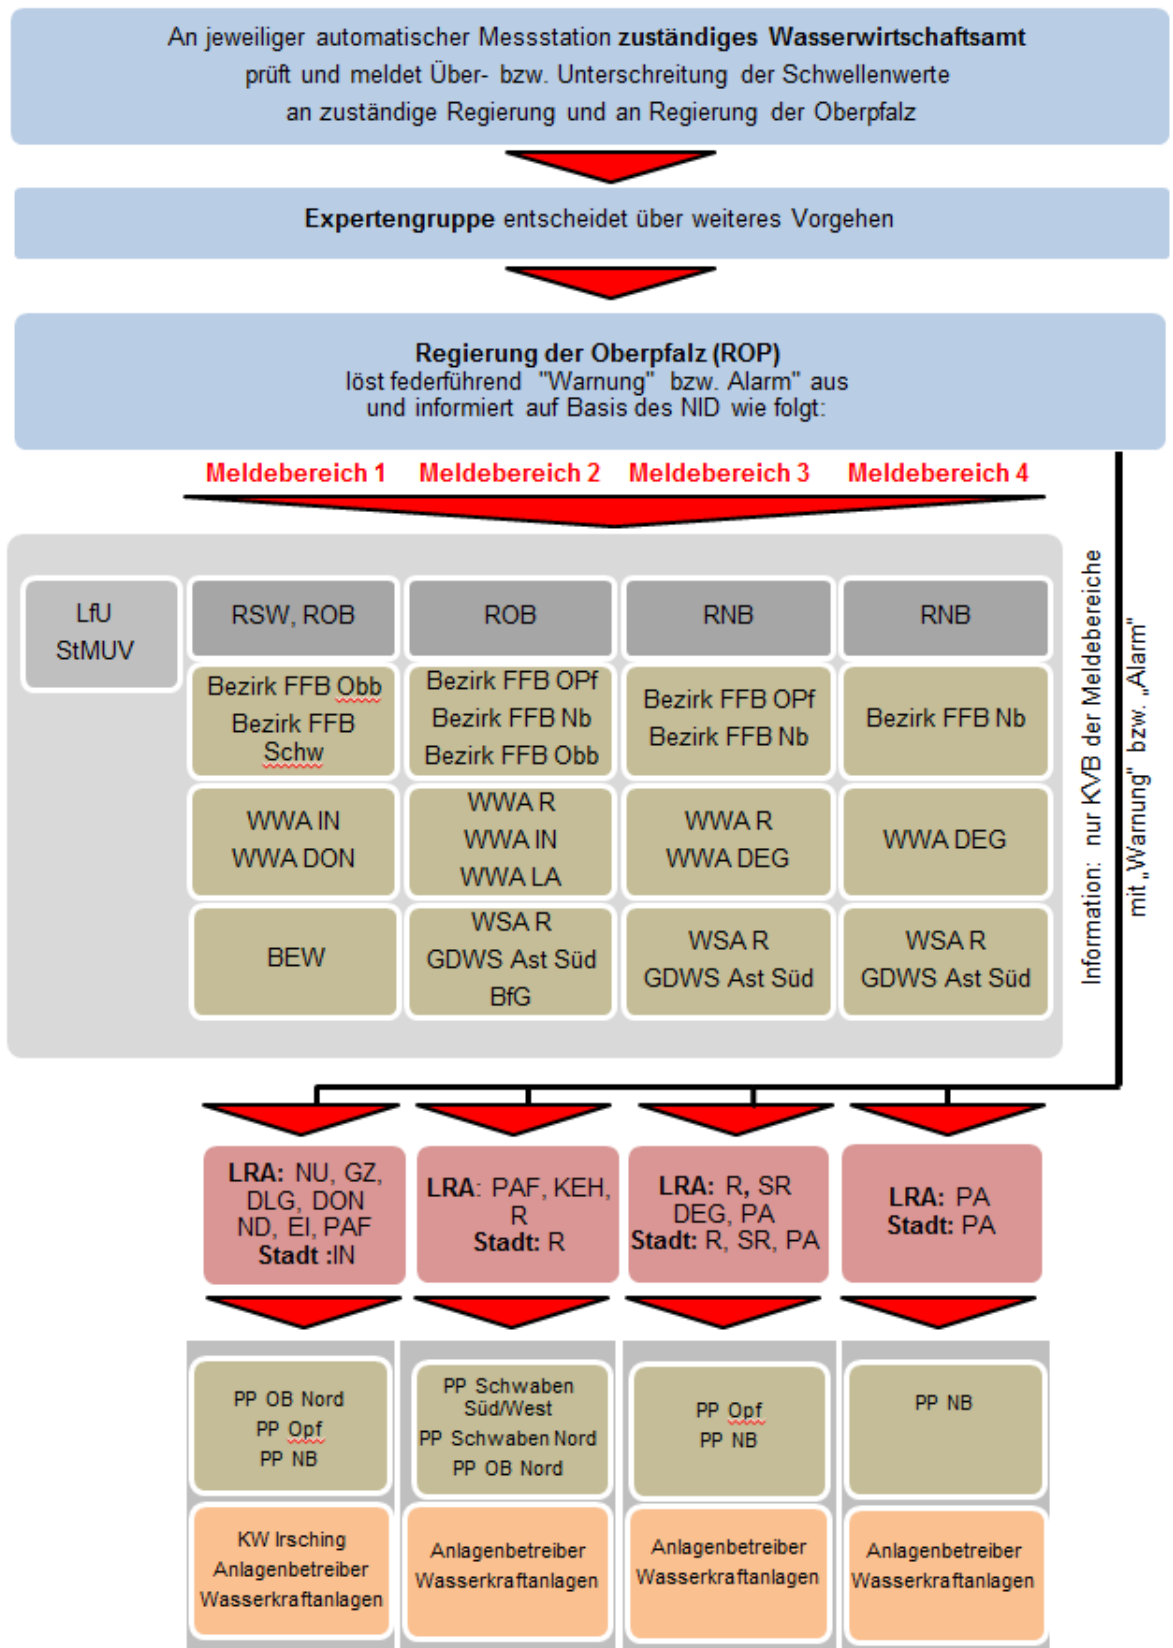 An jeweiliger automatischer Messstation zuständiges Wasserwirtschaftsamt
prüft und meldet Über- bzw. Unterschreitung der Schwellenwerte
an zuständige Regierung und an Regierung der Oberpfalz
Expertengruppe entscheidet über weiteres Vorgehen
Regierung der Oberpfalz (ROP)
löst federführend "Warnung" bzw. Alarm" aus
und informiert auf Basis des NID wie folgt:
Meldebereich 1
Meldebereich 2
Meldebereich 3
Meldebereich 4
LfU
StMUV
RSW, ROB
ROB
RNB
RNB
Bezirk FFB Obb
Bezirk FFB
Schw
Bezirk FFB OPf
Bezirk FFB Nb
Bezirk FFB Obb
Bezirk FFB OPf
Bezirk FFB Nb
Bezirk FFB Nb
WWA IN
WWA DON
WWA R
WWA IN
WWA LA
WWA R
WWA DEG
WWA DEG
BEW
WSA R
GDWS Ast Süd
BfG
WSA R
GDWS Ast Süd
WSA R
GDWS Ast Süd
Information: nur KVB der Meldebereiche
mit „Warnung" bzw. „Alarm"
LRA: NU, GZ,
DLG, DON
ND, EI, PAF
Stadt :IN
LRA: PAF, KEH,
R
Stadt: R
LRA: R, SR
DEG, PA
Stadt: R, SR, PA
LRA: PA
Stadt: PA
PP OB Nord
PP Opf
PP NB
PP Schwaben
Süd/West
PP Schwaben Nord
PP OB Nord
PP Opf
PP NB
PP NB
KW Irsching
Anlagenbetreiber
Wasserkraftanlagen
Anlagenbetreiber
Wasserkraftanlagen
Anlagenbetreiber
Wasserkraftanlagen
Anlagenbetreiber
Wasserkraftanlagen